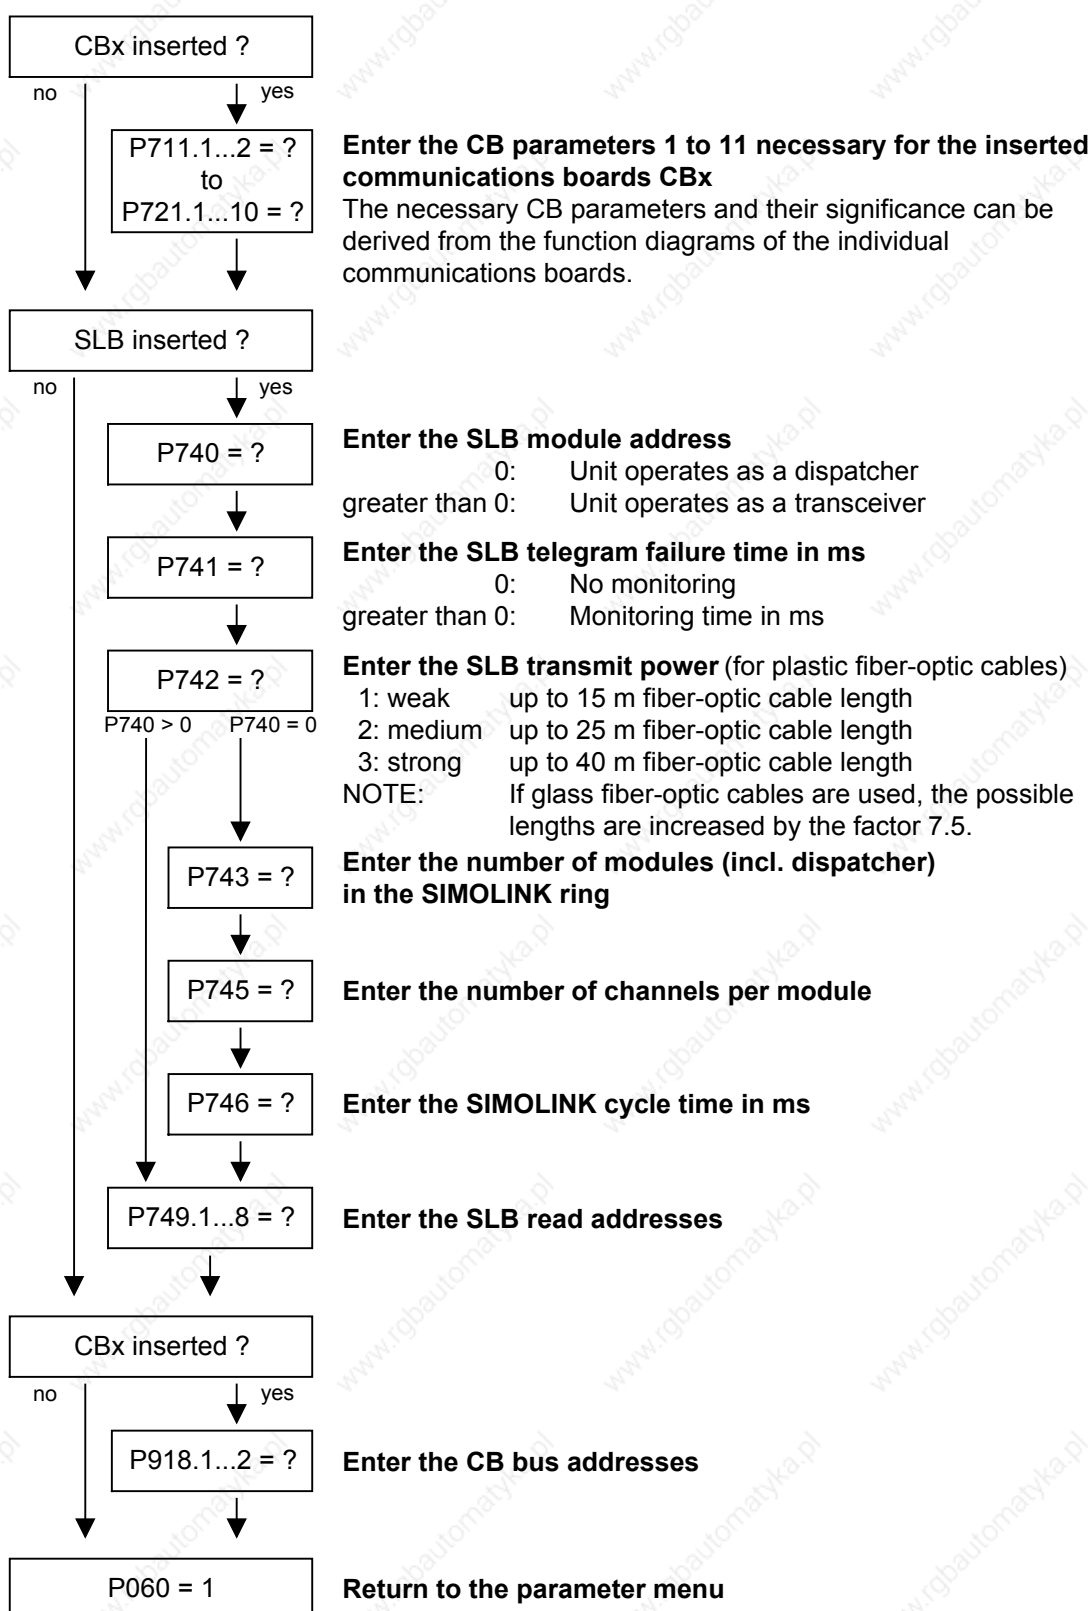 CBx inserted ?
no yes
P711.1...2 = ?
to
P721.1...10 = ?
Enter the CB parameters 1 to 11 necessary for the inserted
communications boards CBx
The necessary CB parameters and their significance can be
derived from the function diagrams of the individual
communications boards.
SLB inserted ?
no yes
P740 = ?
Enter the SLB module address
0: Unit operates as a dispatcher
greater than 0: Unit operates as a transceiver
P741 = ?
Enter the SLB telegram failure time in ms
0: No monitoring
greater than 0: Monitoring time in ms
P742 = ?
P740 > 0 P740 = 0
Enter the SLB transmit power (for plastic fiber-optic cables)
1: weak up to 15 m fiber-optic cable length
2: medium up to 25 m fiber-optic cable length
3: strong up to 40 m fiber-optic cable length
NOTE: If glass fiber-optic cables are used, the possible
lengths are increased by the factor 7.5.
P743 = ?
Enter the number of modules (incl. dispatcher)
in the SIMOLINK ring
P745 = ?
Enter the number of channels per module
P746 = ?
Enter the SIMOLINK cycle time in ms
P749.1...8 = ?
Enter the SLB read addresses
CBx inserted ?
no yes
P918.1...2 = ?
Enter the CB bus addresses
P060 = 1
Return to the parameter menu
www.rgbautomatyka.pl